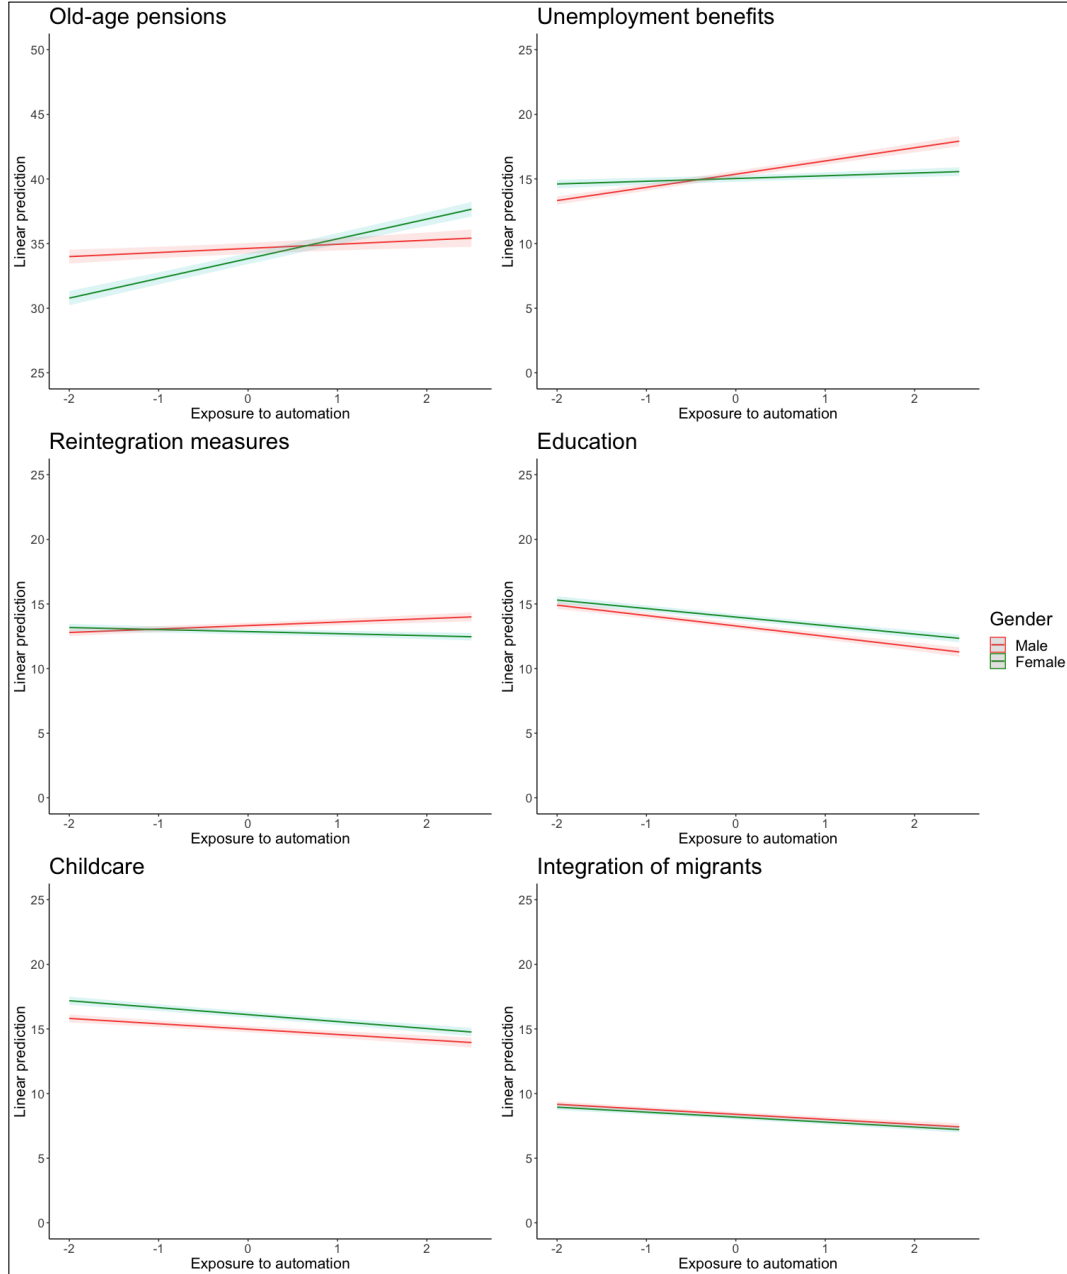 Old-age pensions
50
45
40
35
30
25
Linear prediction
-2 -1 0 1 2
Exposure to automation
Unemployment benefits
25
20
15
10
5
0
Linear prediction
-2 -1 0 1 2
Exposure to automation
Reintegration measures
25
20
15
10
5
0
Linear prediction
-2 -1 0 1 2
Exposure to automation
Education
25
20
15
10
5
0
Linear prediction
-2 -1 0 1 2
Exposure to automation
Gender
Male
Female
Childcare
25
20
15
10
5
0
Linear prediction
-2 -1 0 1 2
Exposure to automation
Integration of migrants
25
20
15
10
5
0
Linear prediction
-2 -1 0 1 2
Exposure to automation